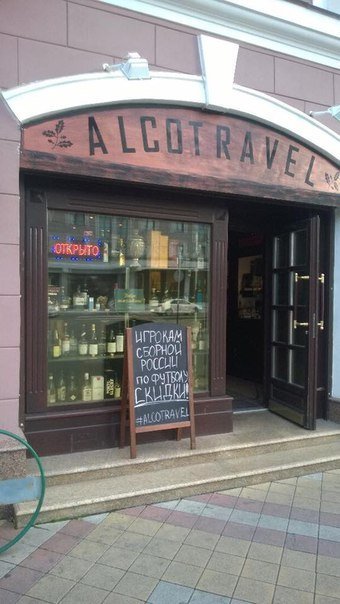 ALCOTRAVEL
ОТКРЫТО
ИГРОКАМ
СБОРНОЙ
РОССИИ
ПО ФУТБОЛУ
СКИДКИ!
#ALCOTRAVEL